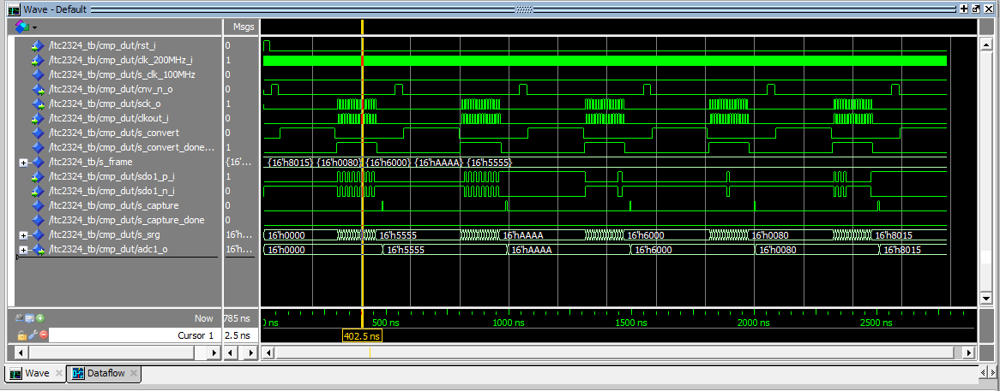 Wave - Default
Msgs
/ltc2324_tb/cmp_dut/rst_i 0
/ltc2324_tb/cmp_dut/clk_200MHz_i 1
/ltc2324_tb/cmp_dut/s_clk_100MHz 0
/ltc2324_tb/cmp_dut/cnv_n_o 0
/ltc2324_tb/cmp_dut/sck_o 1
/ltc2324_tb/cmp_dut/clkout_i 1
/ltc2324_tb/cmp_dut/s_convert 0
/ltc2324_tb/cmp_dut/s_convert_done... 1
/ltc2324_tb/s_frame {16'... {16'h8015} {16'h0080} {16'h6000} {16'hAAAA} {16'h5555}
/ltc2324_tb/cmp_dut/sdo1_p_i 1
/ltc2324_tb/cmp_dut/sdo1_n_i 0
/ltc2324_tb/cmp_dut/s_capture 0
/ltc2324_tb/cmp_dut/s_capture_done 0
/ltc2324_tb/cmp_dut/s_srg 16'h... 16'h0000 16'h5555 16'hAAAA 16'h6000 16'h0080 16'h8015
/ltc2324_tb/cmp_dut/adc1_o 16'h... 16'h0000 16'h5555 16'hAAAA 16'h6000 16'h0080 16'h8015
Now 785 ns ns 500 ns 1000 ns 1500 ns 2000 ns 2500 ns
Cursor 1 2.5 ns 402.5 ns
Wave Dataflow